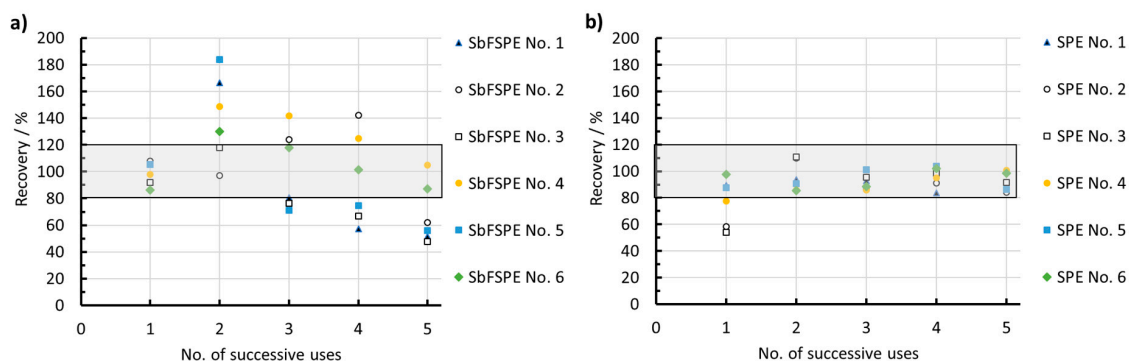 a)
Recovery / %
200
180
160
140
120
100
80
60
40
20
0
0 1 2 3 4 5
No. of successive uses
SbFSPE No. 1
SbFSPE No. 2
SbFSPE No. 3
SbFSPE No. 4
SbFSPE No. 5
SbFSPE No. 6
b)
Recovery / %
200
180
160
140
120
100
80
60
40
20
0
0 1 2 3 4 5
No. of successive uses
SPE No. 1
SPE No. 2
SPE No. 3
SPE No. 4
SPE No. 5
SPE No. 6